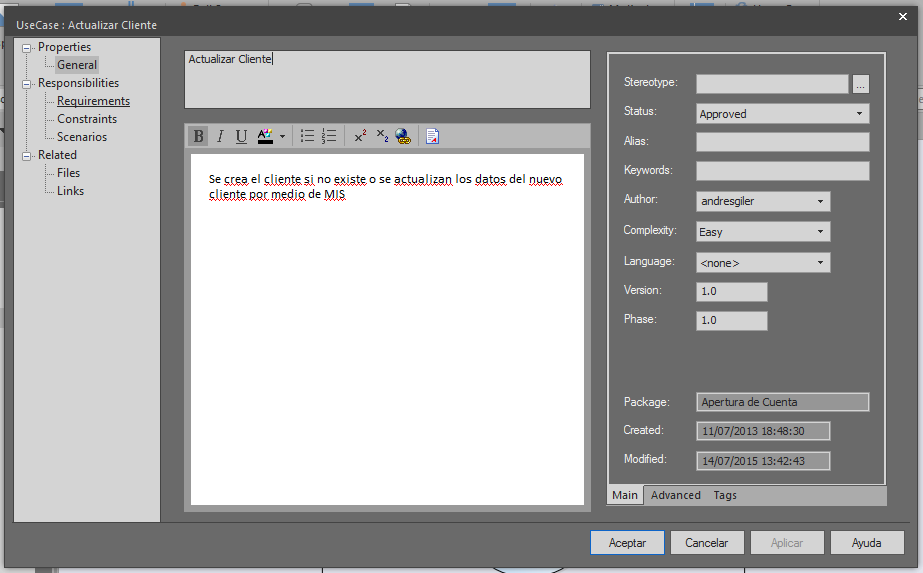 UseCase : Actualizar Cliente
Properties
General
Responsibilities
Requirements
Constraints
Scenarios
Related
Files
Links
Actualizar Cliente
B I U A x² x₂
Se crea el cliente si no existe o se actualizan los datos del nuevo
cliente por medio de MIS
Stereotype: ...
Status: Approved
Alias:
Keywords:
Author: andresgiler
Complexity: Easy
Language: <none>
Version: 1.0
Phase: 1.0
Package: Apertura de Cuenta
Created: 11/07/2013 18:48:30
Modified: 14/07/2015 13:42:43
Main Advanced Tags
Aceptar Cancelar Aplicar Ayuda